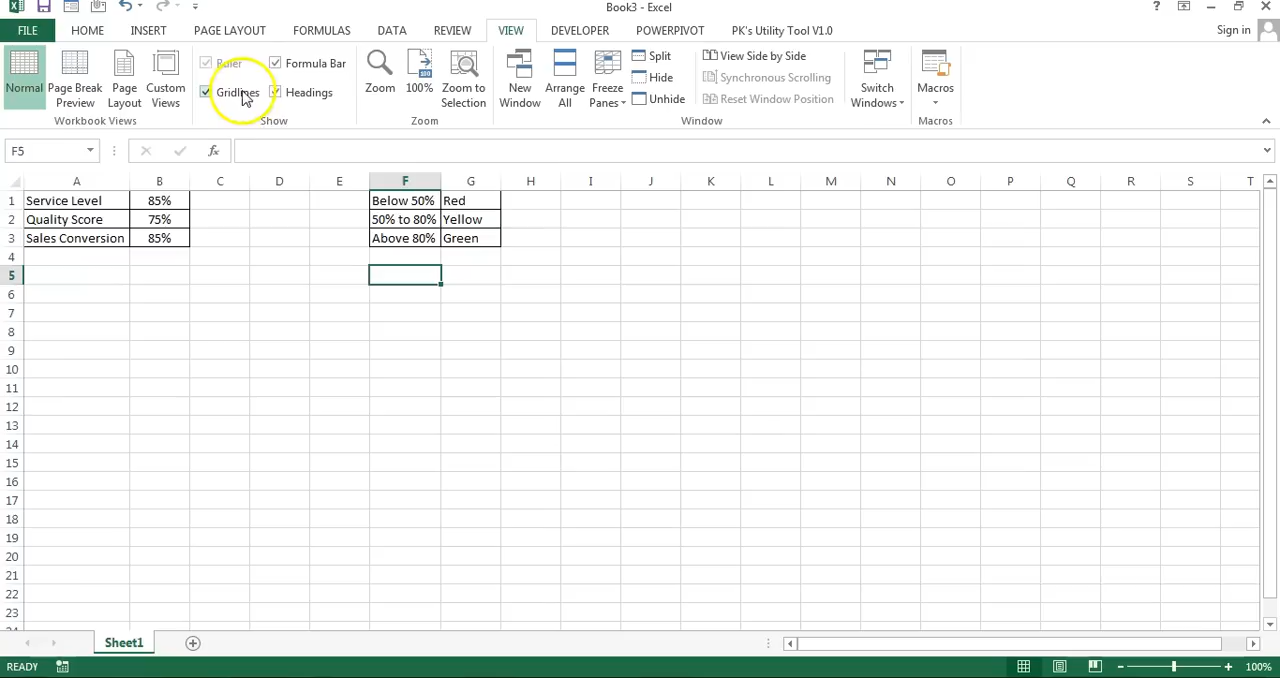 Book3 - Excel
?
FILE HOME INSERT PAGE LAYOUT FORMULAS DATA REVIEW VIEW DEVELOPER POWERPIVOT PK's Utility Tool V1.0 Sign in
Normal
Page Break Preview
Page Layout
Custom Views
Workbook Views
Ruler
Formula Bar
Gridlines
Headings
Show
Zoom
100%
Zoom to Selection
Zoom
New Window
Arrange All
Freeze Panes
Split
Hide
Unhide
View Side by Side
Synchronous Scrolling
Reset Window Position
Window
Switch Windows
Macros
Macros
F5
fx
A B C D E F G H I J K L M N O P Q R S T
1 Service Level 85% Below 50% Red
2 Quality Score 75% 50% to 80% Yellow
3 Sales Conversion 85% Above 80% Green
4
5
6
7
8
9
10
11
12
13
14
15
16
17
18
19
20
21
22
23
Sheet1
READY 100%